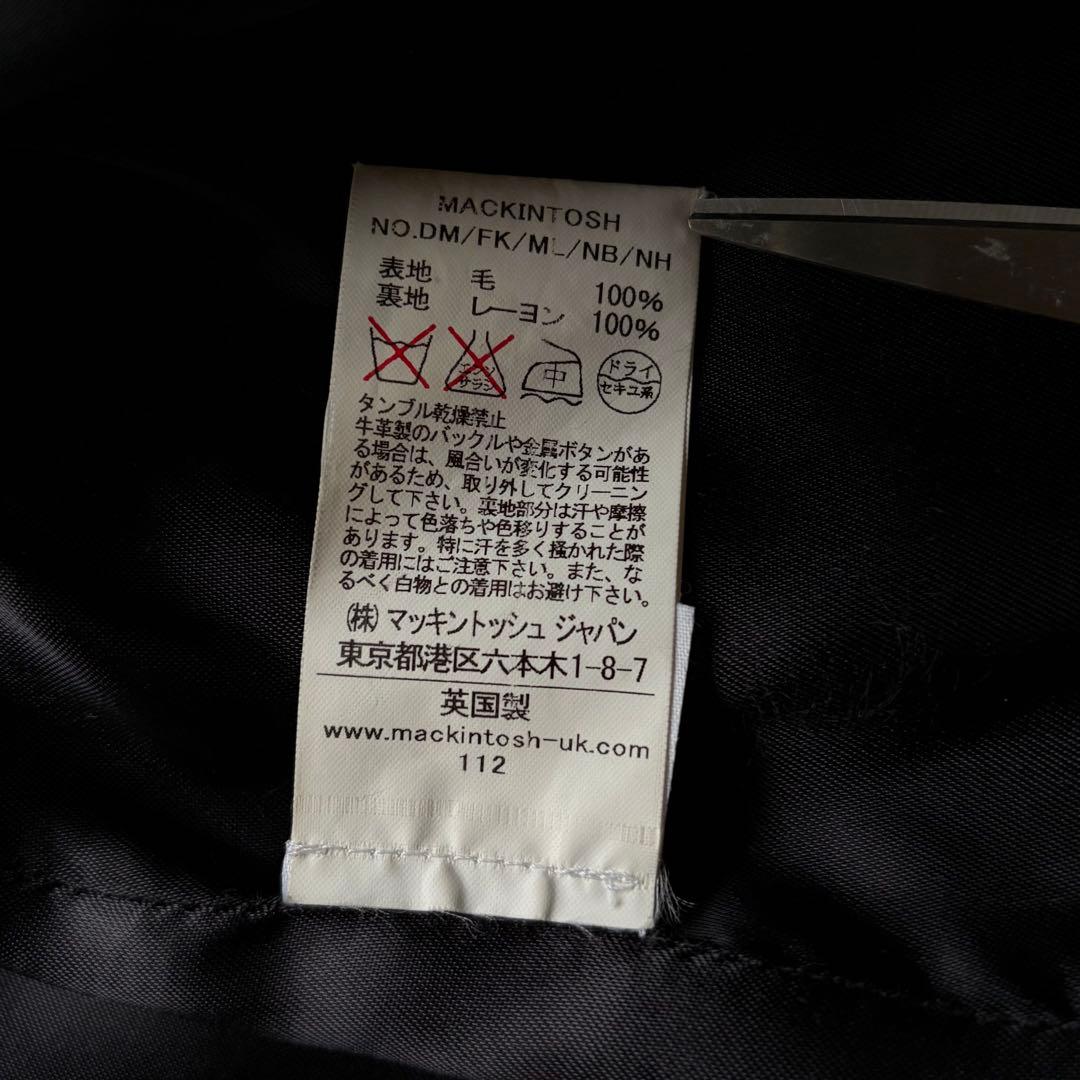 MACKINTOSH
NO.DM/FK/ML/NB/NH
表地 毛 100%
裏地 レーヨン 100%
エンソ サラシ 中 ドライ セキユ系
タンブル乾燥禁止
牛革製のバックルや金属ボタンがあ
る場合は、風合いが変化する可能性
があるため、取り外してクリーニン
グして下さい。裏地部分は汗や摩擦
によって色落ちや色移りすることが
あります。特に汗を多く掻かれた際
の着用にはご注意下さい。また、な
るべく白物との着用はお避け下さい。
㈱ マッキントッシュ ジャパン
東京都港区六本木1-8-7
英国製
www.mackintosh-uk.com
112